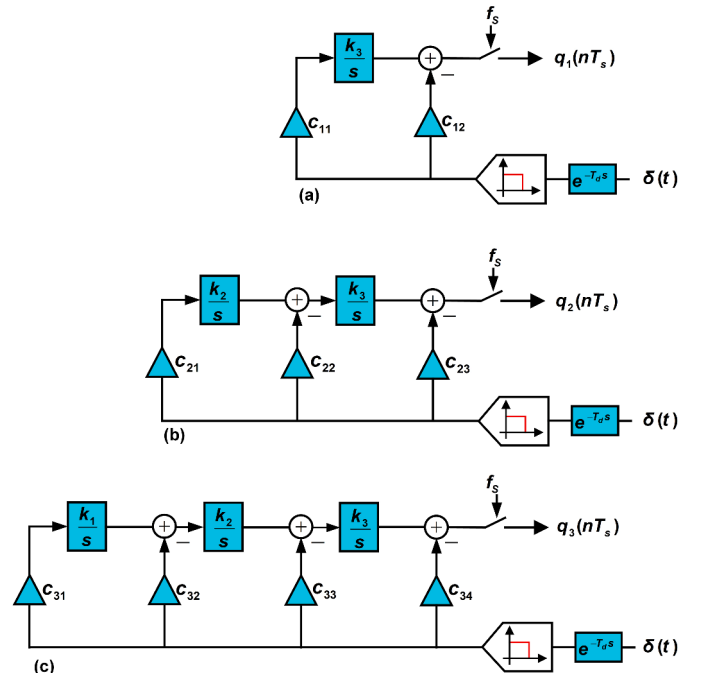 f_S
k_3
s
+
−
q_1(nT_s)
c_11
c_12
e^{−T_d s}
δ(t)
(a)
f_S
k_2
s
+
−
k_3
s
+
−
q_2(nT_s)
c_21
c_22
c_23
e^{−T_d s}
δ(t)
(b)
f_S
k_1
s
+
−
k_2
s
+
−
k_3
s
+
−
q_3(nT_s)
c_31
c_32
c_33
c_34
e^{−T_d s}
δ(t)
(c)